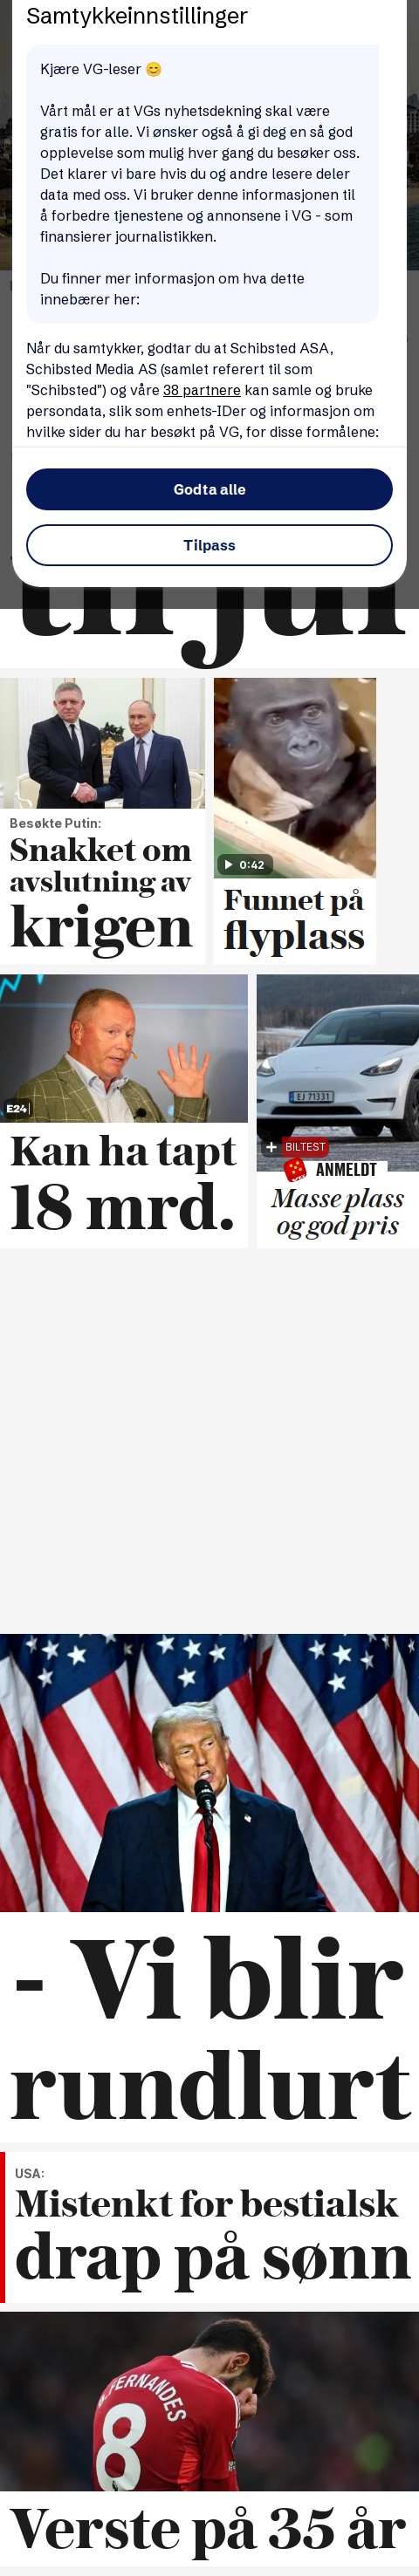 Samtykkeinnstillinger
Kjære VG-leser 😊
Vårt mål er at VGs nyhetsdekning skal være
gratis for alle. Vi ønsker også å gi deg en så god
opplevelse som mulig hver gang du besøker oss.
Det klarer vi bare hvis du og andre lesere deler
data med oss. Vi bruker denne informasjonen til
å forbedre tjenestene og annonsene i VG - som
finansierer journalistikken.
Du finner mer informasjon om hva dette
innebærer her:
Når du samtykker, godtar du at Schibsted ASA,
Schibsted Media AS (samlet referert til som
"Schibsted") og våre 38 partnere kan samle og bruke
persondata, slik som enhets-IDer og informasjon om
hvilke sider du har besøkt på VG, for disse formålene:
Godta alle
Tilpass
til jul
Besøkte Putin:
Snakket om
avslutning av
krigen
0:42
Funnet på
flyplass
E24
Kan ha tapt
18 mrd.
EJ 71331
+ BILTEST
ANMELDT
Masse plass
og god pris
- Vi blir
rundlurt
USA:
Mistenkt for bestialsk
drap på sønn
B. FERNANDES
8
Verste på 35 år